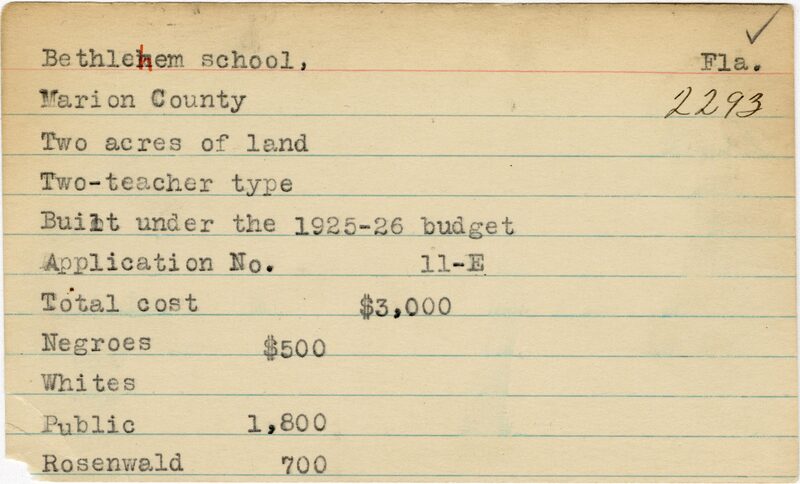 Bethlehem school, Fla.
Marion County 2293
Two acres of land
Two-teacher type
Built under the 1925-26 budget
Application No. 11-E
Total cost $3,000
Negroes $500
Whites
Public 1,800
Rosenwald 700